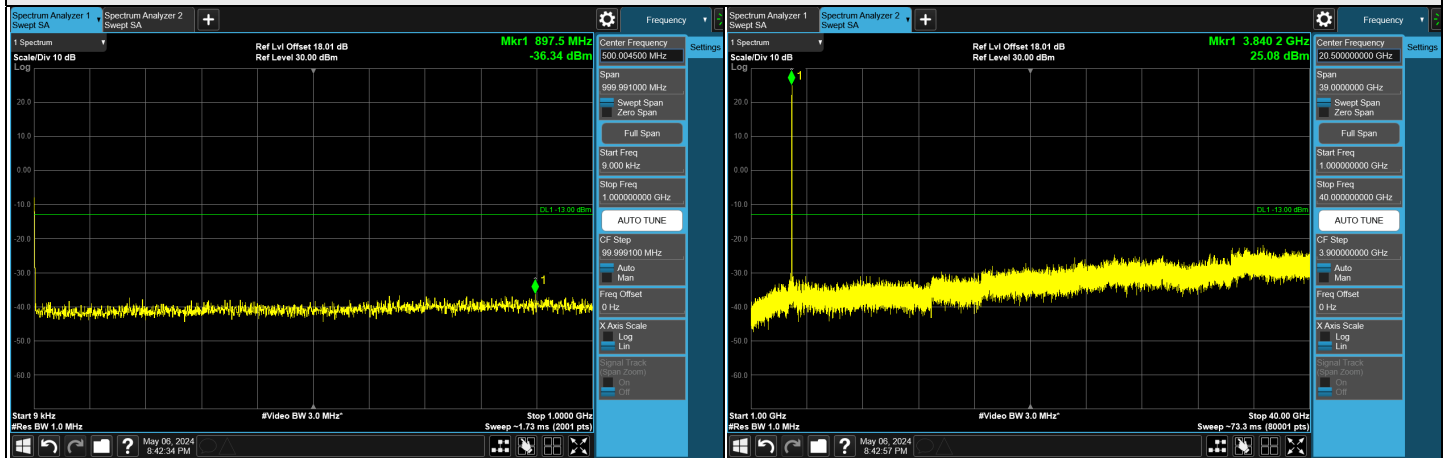 Spectrum Analyzer 1
Swept SA
Spectrum Analyzer 2
Swept SA
Frequency
1 Spectrum
Scale/Div 10 dB
Log
Ref Lvl Offset 18.01 dB
Ref Level 30.00 dBm
Mkr1 897.5 MHz
-36.34 dBm
1
20.0
10.0
0.00
-10.0
-20.0
-30.0
-40.0
-50.0
-60.0
DL1 -13.00 dBm
Start 9 kHz
#Res BW 1.0 MHz
#Video BW 3.0 MHz*
Stop 1.0000 GHz
Sweep ~1.73 ms (2001 pts)
May 06, 2024
8:42:34 PM
Settings
Center Frequency
500.004500 MHz
Span
999.991000 MHz
Swept Span
Zero Span
Full Span
Start Freq
9.000 kHz
Stop Freq
1.000000000 GHz
AUTO TUNE
CF Step
99.999100 MHz
Auto
Man
Freq Offset
0 Hz
X Axis Scale
Log
Lin
Signal Track
(Span Zoom)
On
Off
Spectrum Analyzer 1
Swept SA
Spectrum Analyzer 2
Swept SA
Frequency
1 Spectrum
Scale/Div 10 dB
Log
Ref Lvl Offset 18.01 dB
Ref Level 30.00 dBm
Mkr1 3.840 2 GHz
25.08 dBm
1
20.0
10.0
0.00
-10.0
-20.0
-30.0
-40.0
-50.0
-60.0
DL1 -13.00 dBm
Start 1.00 GHz
#Res BW 1.0 MHz
#Video BW 3.0 MHz*
Stop 40.00 GHz
Sweep ~73.3 ms (80001 pts)
May 06, 2024
8:42:57 PM
Settings
Center Frequency
20.50000000 GHz
Span
39.0000000 GHz
Swept Span
Zero Span
Full Span
Start Freq
1.000000000 GHz
Stop Freq
40.00000000 GHz
AUTO TUNE
CF Step
3.900000000 GHz
Auto
Man
Freq Offset
0 Hz
X Axis Scale
Log
Lin
Signal Track
(Span Zoom)
On
Off